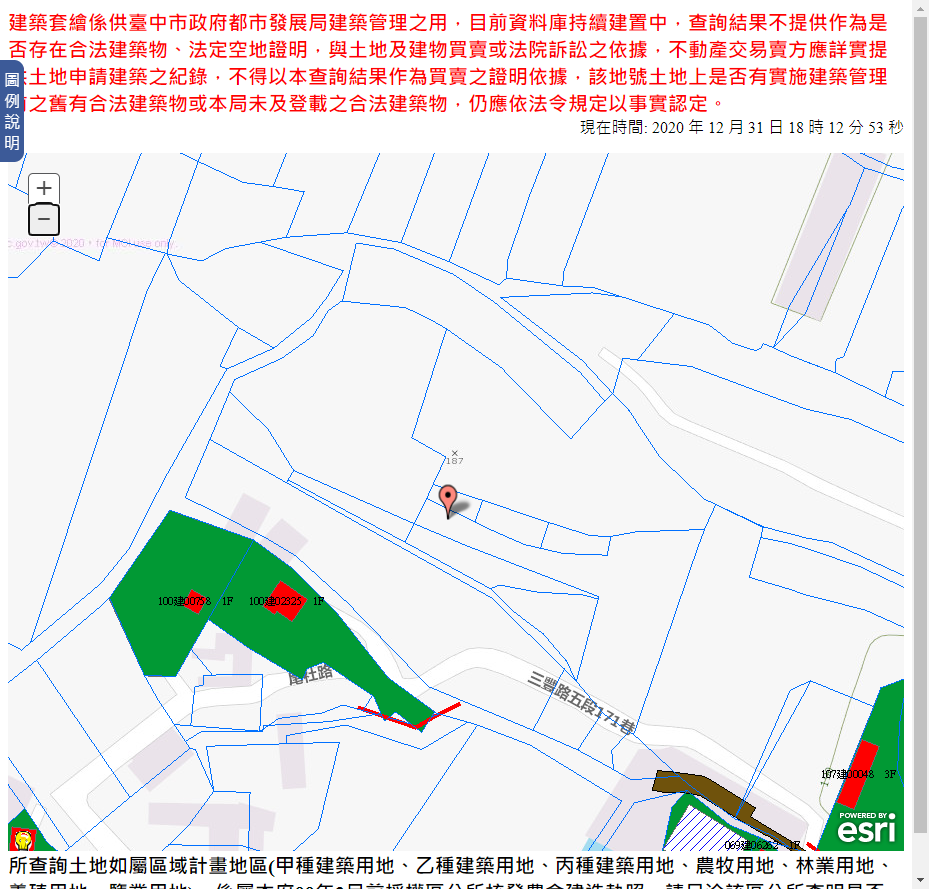 建築套繪係供臺中市政府都市發展局建築管理之用，目前資料庫持續建置中，查詢結果不提供作為是
否存在合法建築物、法定空地證明，與土地及建物買賣或法院訴訟之依據，不動產交易賣方應詳實提
土地申請建築之紀錄，不得以本查詢結果作為買賣之證明依據，該地號土地上是否有實施建築管理
之舊有合法建築物或本局未及登載之合法建築物，仍應依法令規定以事實認定。
圖例說明
現在時間: 2020 年 12 月 31 日 18 時 12 分 53 秒
+
−
c.gov.tw© 2020，for MOI use only.
×
187
100建00758 1F
100建02325 1F
尾社路
三豐路五段171巷
107建00048 3F
069建06262 1F
POWERED BY
esri
所查詢土地如屬區域計畫地區(甲種建築用地、乙種建築用地、丙種建築用地、農牧用地、林業用地、